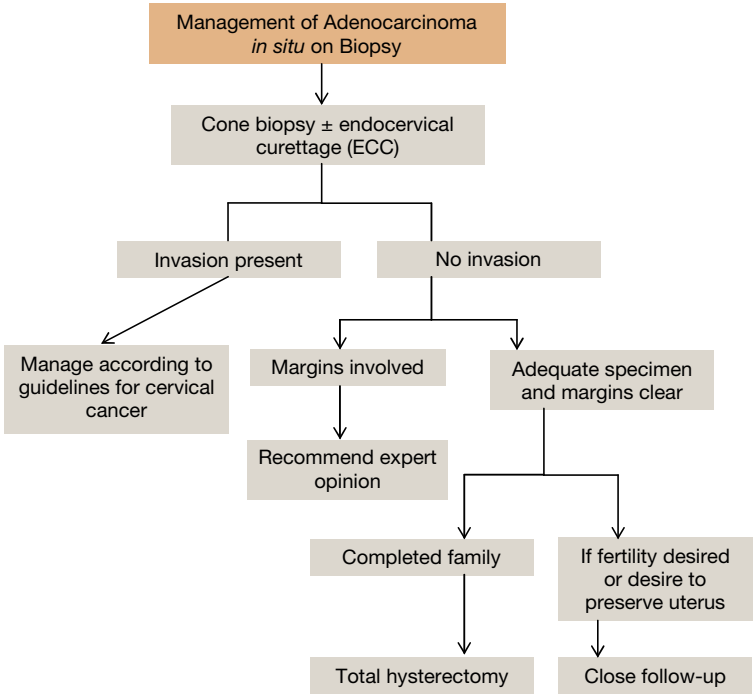 Management of Adenocarcinoma
in situ on Biopsy
Cone biopsy ± endocervical
curettage (ECC)
Invasion present
No invasion
Manage according to
guidelines for cervical
cancer
Margins involved
Adequate specimen
and margins clear
Recommend expert
opinion
Completed family
If fertility desired
or desire to
preserve uterus
Total hysterectomy
Close follow-up